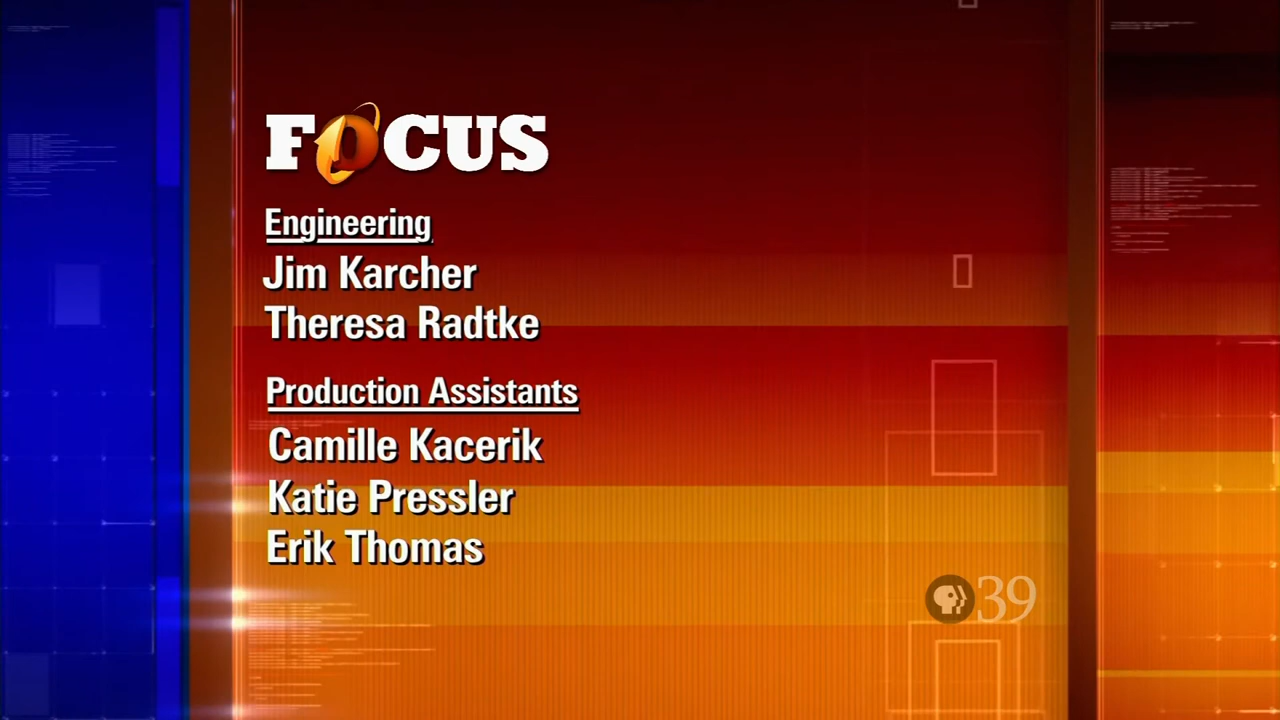 FOCUS
Engineering
Jim Karcher
Theresa Radtke
Production Assistants
Camille Kacerik
Katie Pressler
Erik Thomas
39